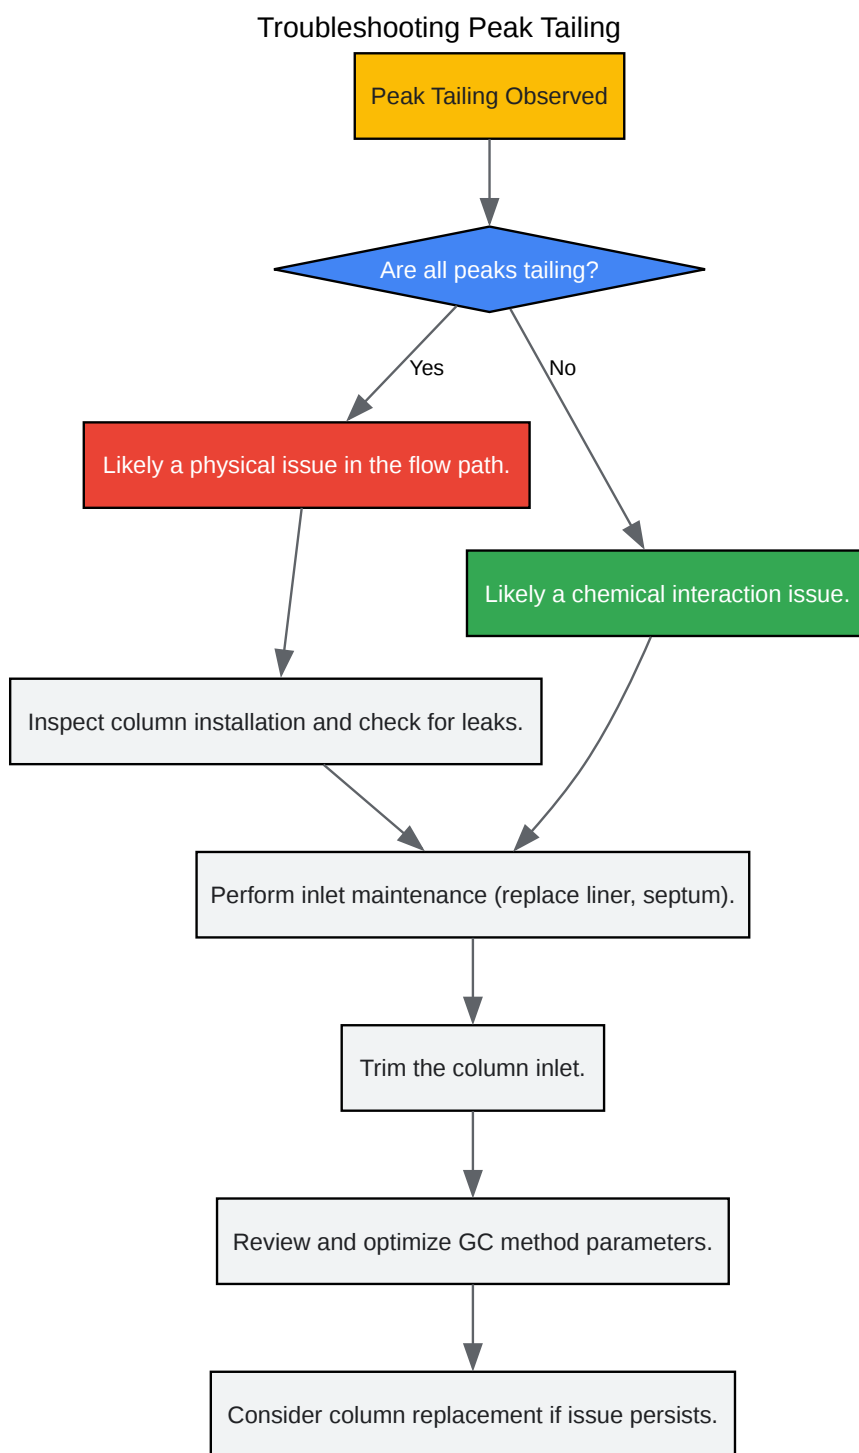 Troubleshooting Peak Tailing
Peak Tailing Observed
Are all peaks tailing?
Yes
No
Likely a physical issue in the flow path.
Likely a chemical interaction issue.
Inspect column installation and check for leaks.
Perform inlet maintenance (replace liner, septum).
Trim the column inlet.
Review and optimize GC method parameters.
Consider column replacement if issue persists.